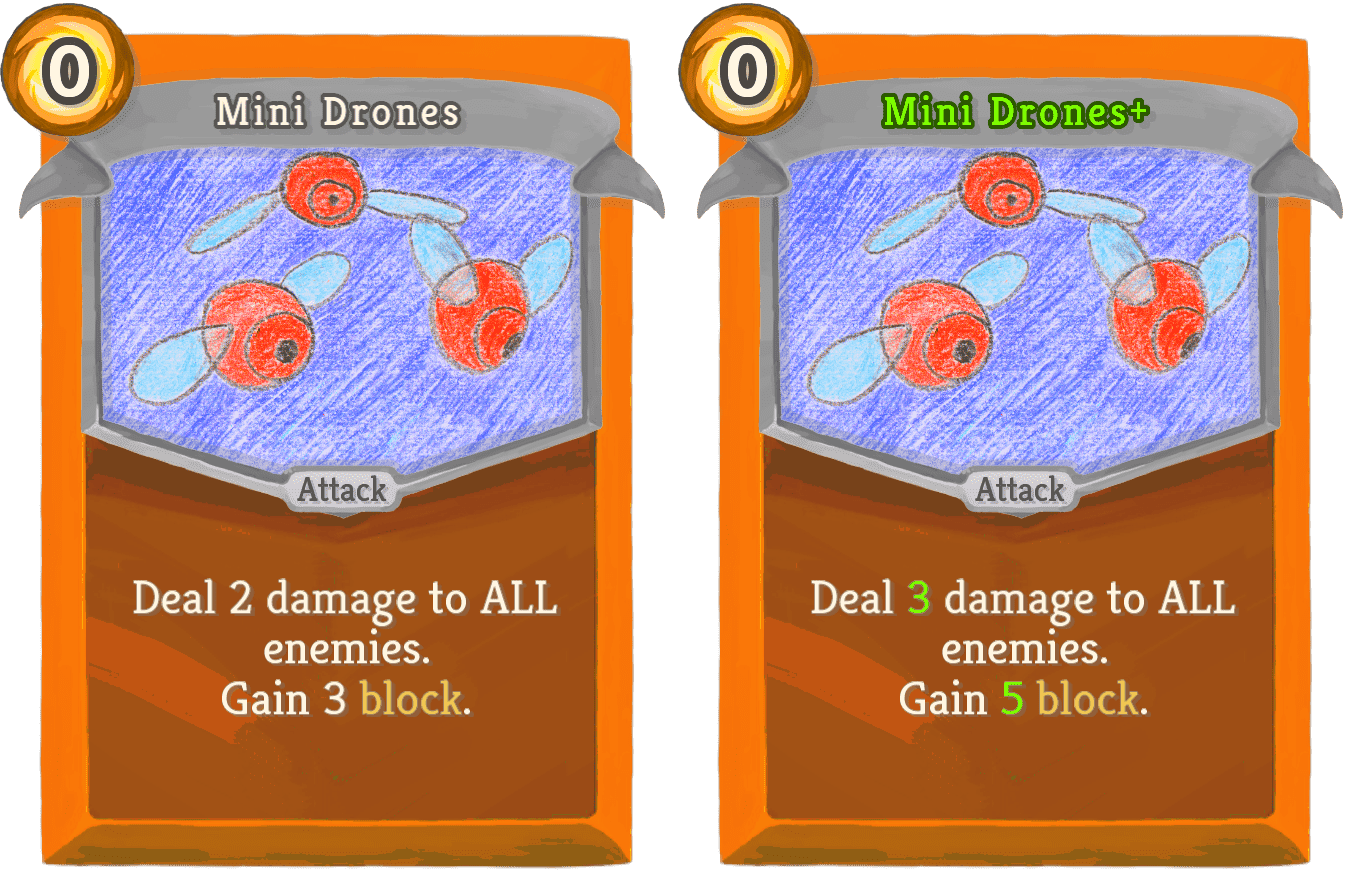 0
Mini Drones
Attack
Deal 2 damage to ALL
enemies.
Gain 3 block.
0
Mini Drones+
Attack
Deal 3 damage to ALL
enemies.
Gain 5 block.